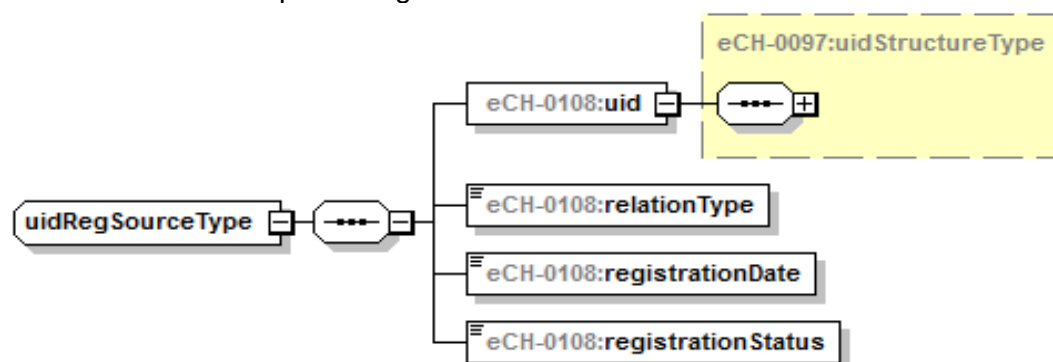 eCH-0097:uidStructureType
eCH-0108:uid
uidRegSourceType
eCH-0108:relationType
eCH-0108:registrationDate
eCH-0108:registrationStatus